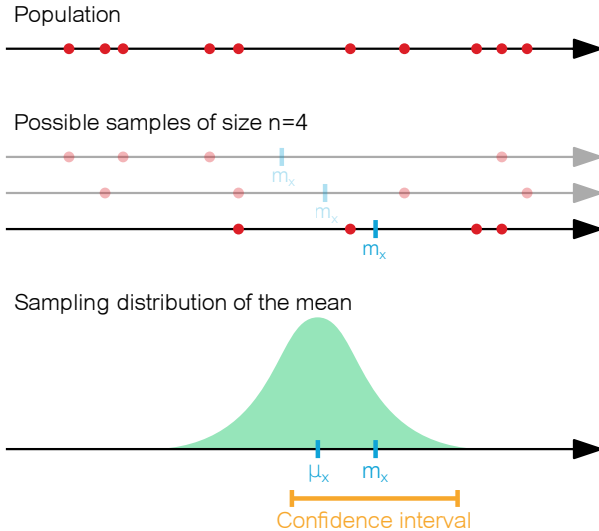 Population
Possible samples of size n=4
mₓ
mₓ
mₓ
Sampling distribution of the mean
μₓ mₓ
Confidence interval